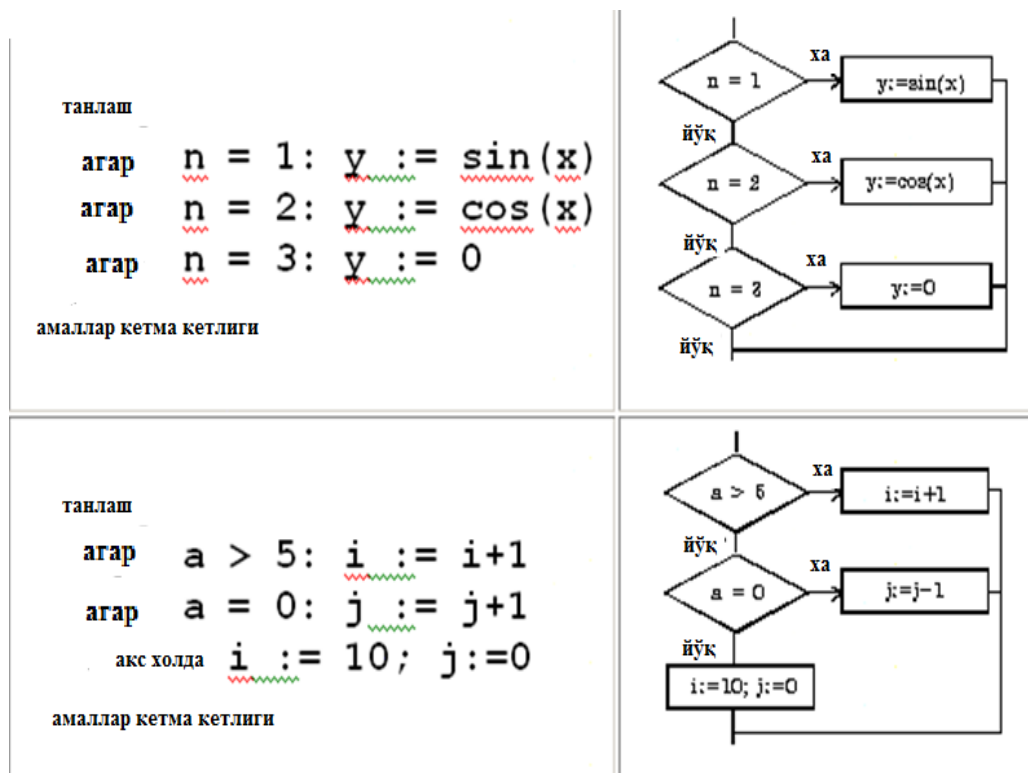 танлаш
агар n = 1: y := sin(x)
агар n = 2: y := cos(x)
агар n = 3: y := 0
амаллар кетма кетлиги
n = 1
ха
y:=sin(x)
йўқ
n = 2
ха
y:=cos(x)
йўқ
n = 3
ха
y:=0
йўқ
танлаш
агар a > 5: i := i+1
агар a = 0: j := j+1
акс холда i := 10; j:=0
амаллар кетма кетлиги
a > 5
ха
i:=i+1
йўқ
a = 0
ха
j:=j-1
йўқ
i:=10; j:=0